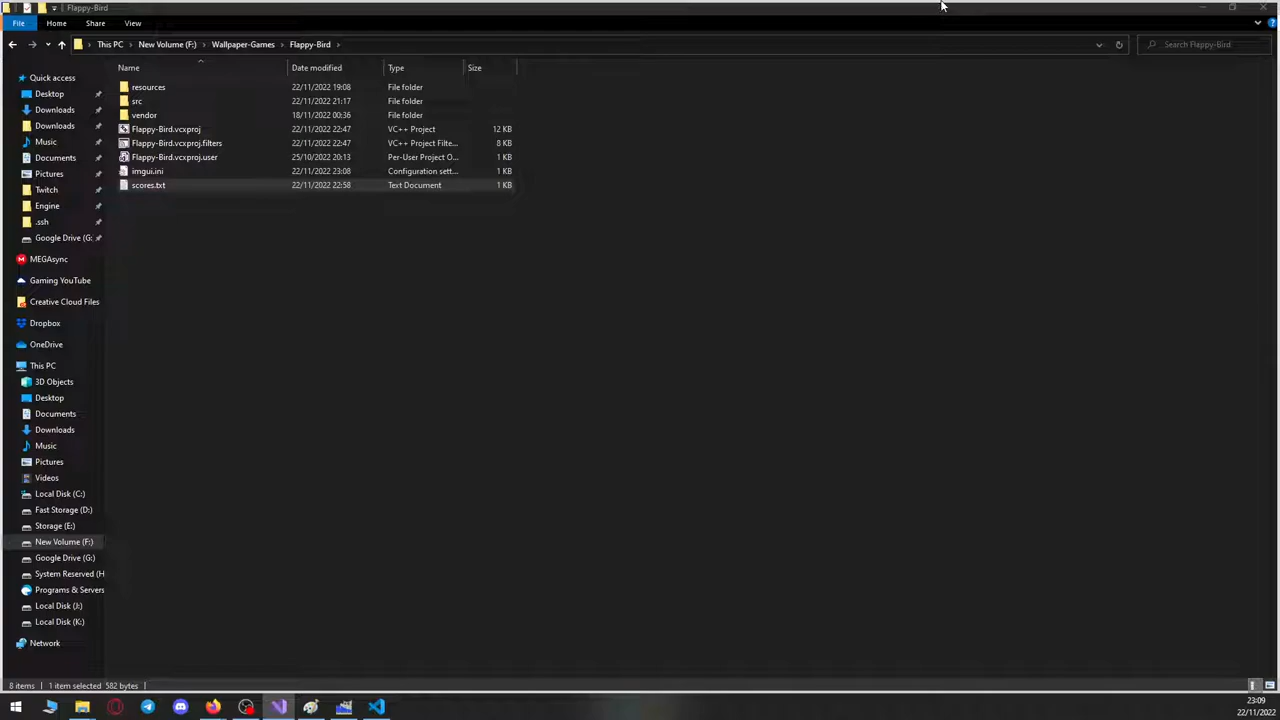 Flappy-Bird
File Home Share View
This PC New Volume (F:) Wallpaper-Games Flappy-Bird Search Flappy-Bird
Name Date modified Type Size
resources 22/11/2022 19:08 File folder
src 22/11/2022 21:17 File folder
vendor 18/11/2022 00:36 File folder
Flappy-Bird.vcxproj 22/11/2022 22:47 VC++ Project 12 KB
Flappy-Bird.vcxproj.filters 22/11/2022 22:47 VC++ Project Filte... 8 KB
Flappy-Bird.vcxproj.user 25/10/2022 20:13 Per-User Project O... 1 KB
imgui.ini 22/11/2022 23:08 Configuration sett... 1 KB
scores.txt 22/11/2022 22:58 Text Document 1 KB
Quick access
Desktop
Downloads
Downloads
Music
Documents
Pictures
Twitch
Engine
.ssh
Google Drive (G:
MEGAsync
Gaming YouTube
Creative Cloud Files
Dropbox
OneDrive
This PC
3D Objects
Desktop
Documents
Downloads
Music
Pictures
Videos
Local Disk (C:)
Fast Storage (D:)
Storage (E:)
New Volume (F:)
Google Drive (G:)
System Reserved (H
Programs & Servers
Local Disk (J:)
Local Disk (K:)
Network
8 items 1 item selected 582 bytes
23:09
22/11/2022